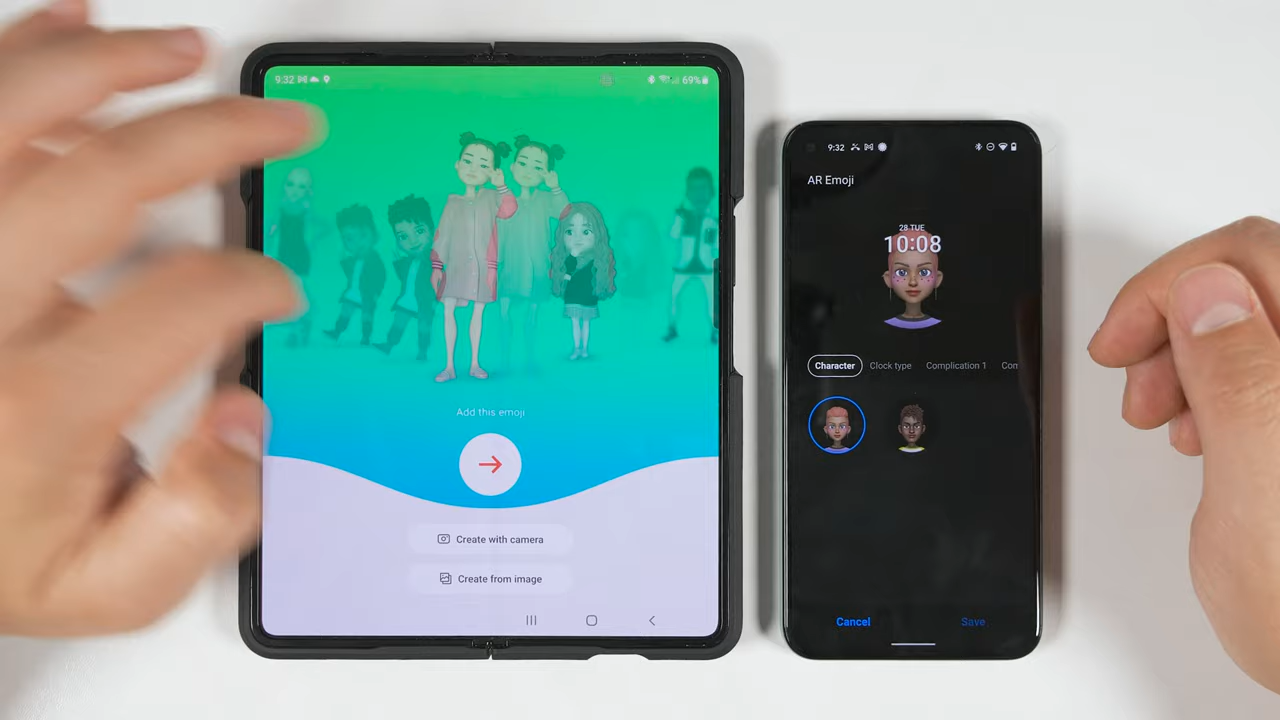 9:32
69%
Add this emoji
Create with camera
Create from image
9:32
AR Emoji
28 TUE
10:08
Character Clock type Complication 1 Com
Cancel Save